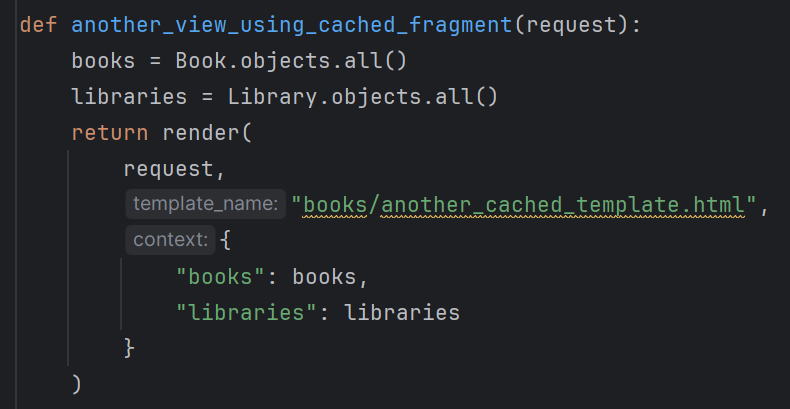 def another_view_using_cached_fragment(request):
    books = Book.objects.all()
    libraries = Library.objects.all()
    return render(
        request,
        template_name: "books/another_cached_template.html",
        context: {
            "books": books,
            "libraries": libraries
        }
    )